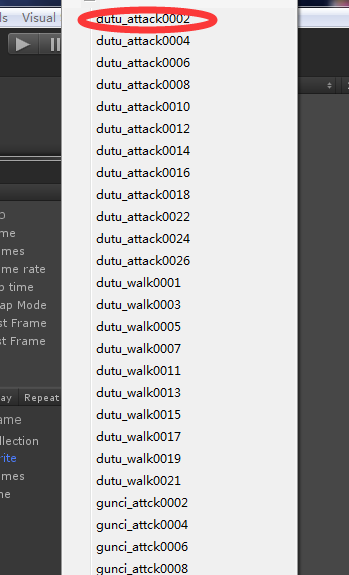 ls
Visual
dutu_attack0002
dutu_attack0004
dutu_attack0006
dutu_attack0008
dutu_attack0010
dutu_attack0012
dutu_attack0014
dutu_attack0016
dutu_attack0018
dutu_attack0022
dutu_attack0024
dutu_attack0026
dutu_walk0001
dutu_walk0003
dutu_walk0005
dutu_walk0007
dutu_walk0011
dutu_walk0013
dutu_walk0015
dutu_walk0017
dutu_walk0019
dutu_walk0021
gunci_attck0002
gunci_attck0004
gunci_attck0006
gunci_attck0008
me
mes
me rate
time
ap Mode
st Frame
st Frame
ay
Repeat
ame
llection
rite
mes
me